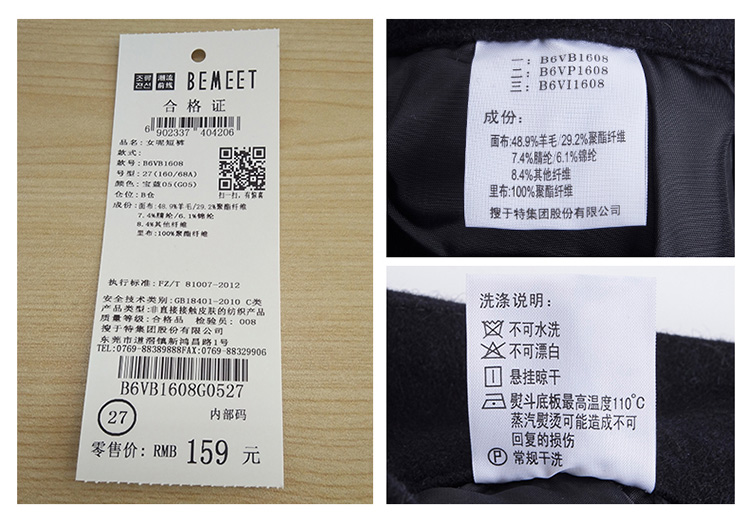 조류
전선
潮流
前线
BEMEET
合格证
6 902337 404206
品名:女呢短裤
款式:
款号:B6VB1608
号型:27(160/68A)
颜色:宝蓝05(G05)
仓位:B仓
扫一扫,有惊喜
成份:面布:48.9%羊毛/29.2%聚酯纤维
7.4%腈纶/6.1%锦纶
8.4%其他纤维
里布:100%聚酯纤维
执行标准:FZ/T 81007-2012
安全技术类别:GB18401-2010 C类
产品类型:非直接接触皮肤的纺织产品
质量等级:合格品 检验员:008
搜于特集团股份有限公司
东莞市道滘镇新鸿昌路1号
TEL:0769-88389888FAX:0769-88329906
B6VB1608G0527
27
内部码
零售价: RMB 159 元
一: B6VB1608
二: B6VP1608
三: B6VI1608
成份:
面布:48.9%羊毛/29.2%聚酯纤维
7.4%腈纶/6.1%锦纶
8.4%其他纤维
里布:100%聚酯纤维
搜于特集团股份有限公司
洗涤说明:
不可水洗
不可漂白
悬挂晾干
熨斗底板最高温度110℃
蒸汽熨烫可能造成不可
回复的损伤
P 常规干洗